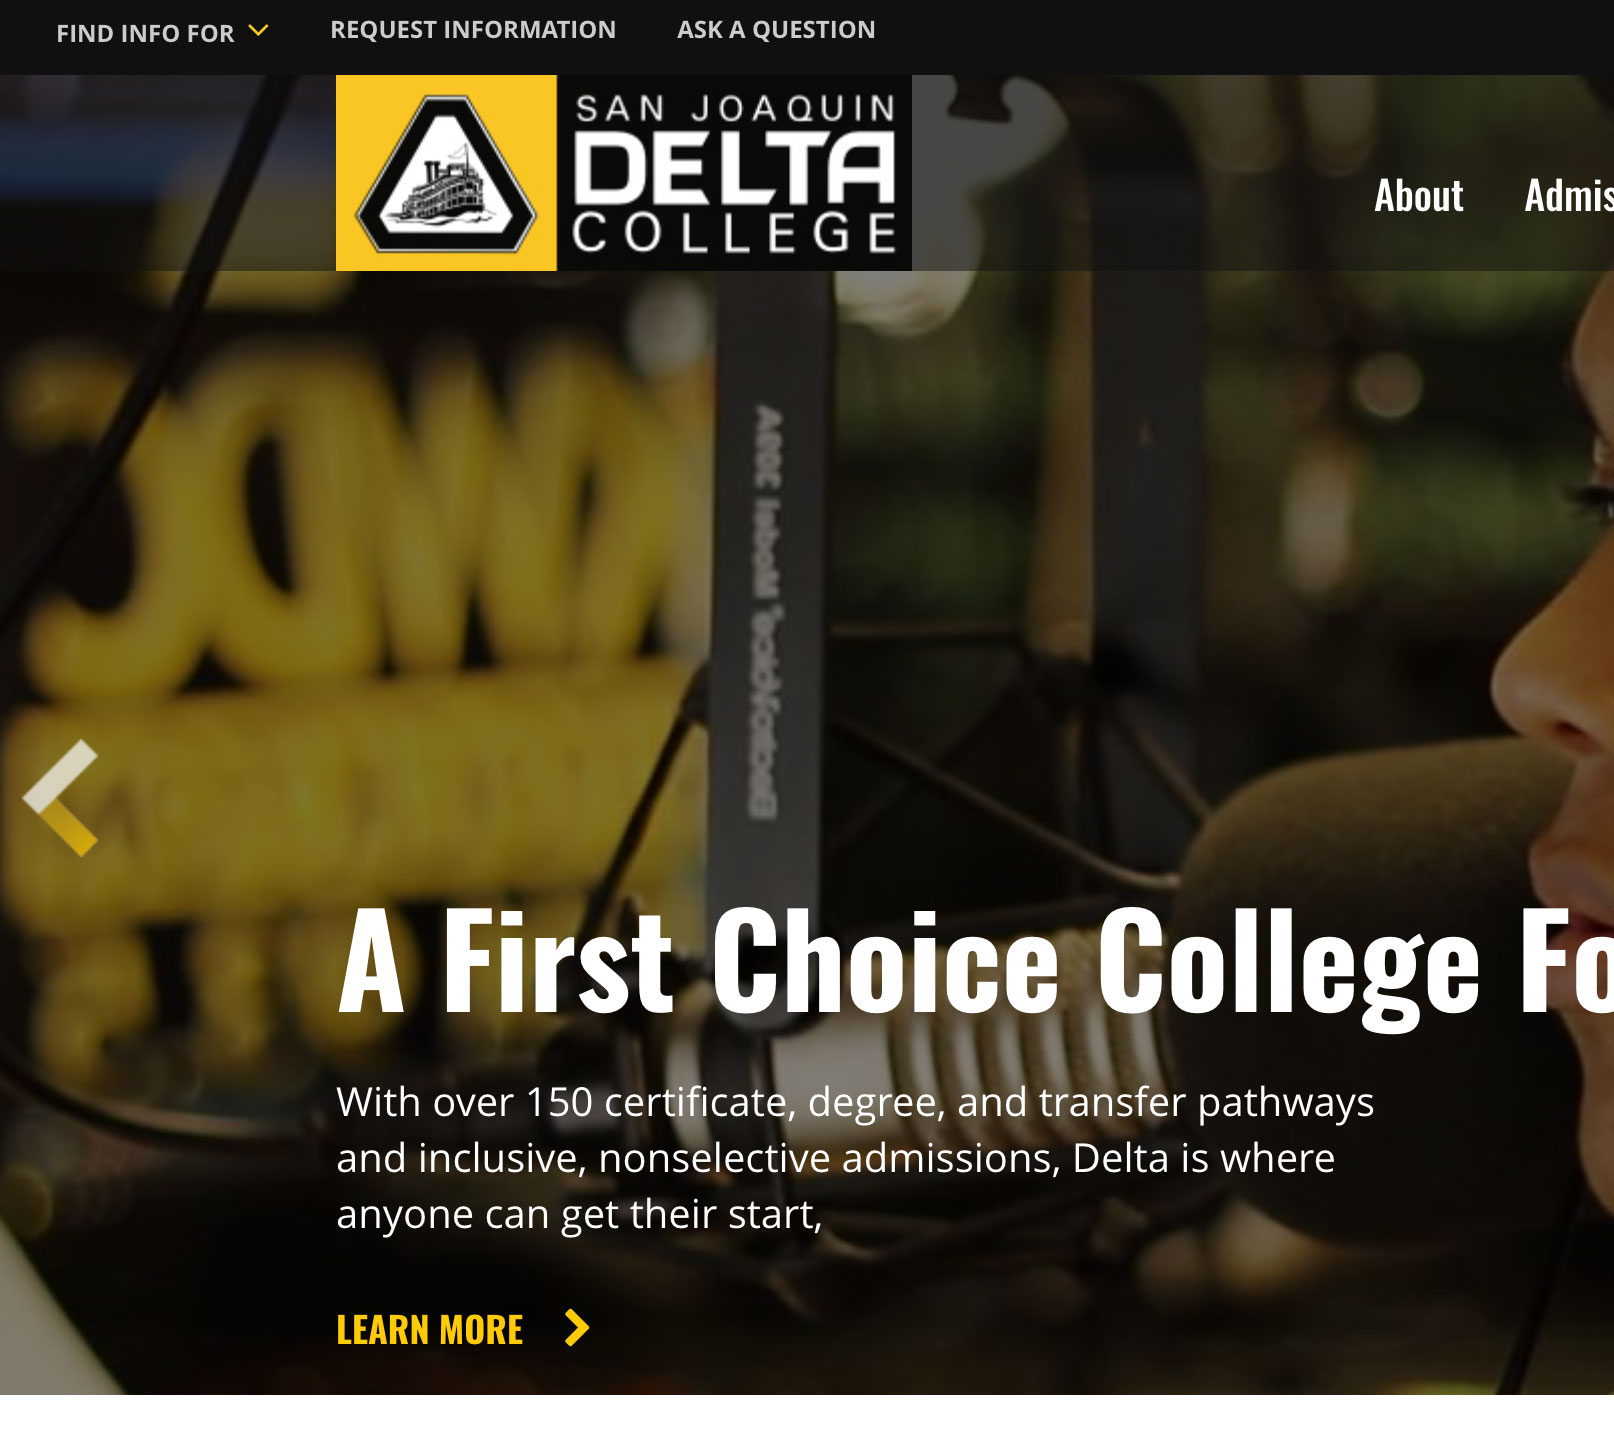 FIND INFO FOR
REQUEST INFORMATION
ASK A QUESTION
SAN JOAQUIN
DELTA
COLLEGE
About
Admis
A First Choice College Fo
With over 150 certificate, degree, and transfer pathways
and inclusive, nonselective admissions, Delta is where
anyone can get their start,
LEARN MORE